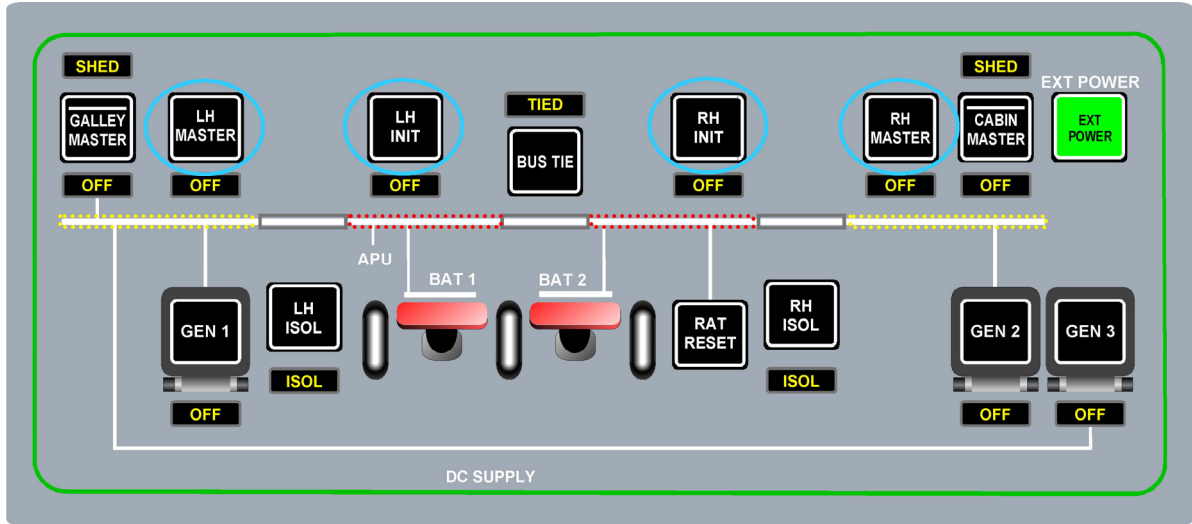 SHED
SHED
EXT POWER
GALLEY
MASTER
LH
MASTER
LH
INIT
TIED
BUS TIE
RH
INIT
RH
MASTER
CABIN
MASTER
EXT
POWER
OFF
OFF
OFF
OFF
OFF
OFF
APU
BAT 1
BAT 2
GEN 1
LH
ISOL
RAT
RESET
RH
ISOL
GEN 2
GEN 3
ISOL
ISOL
OFF
OFF
OFF
DC SUPPLY